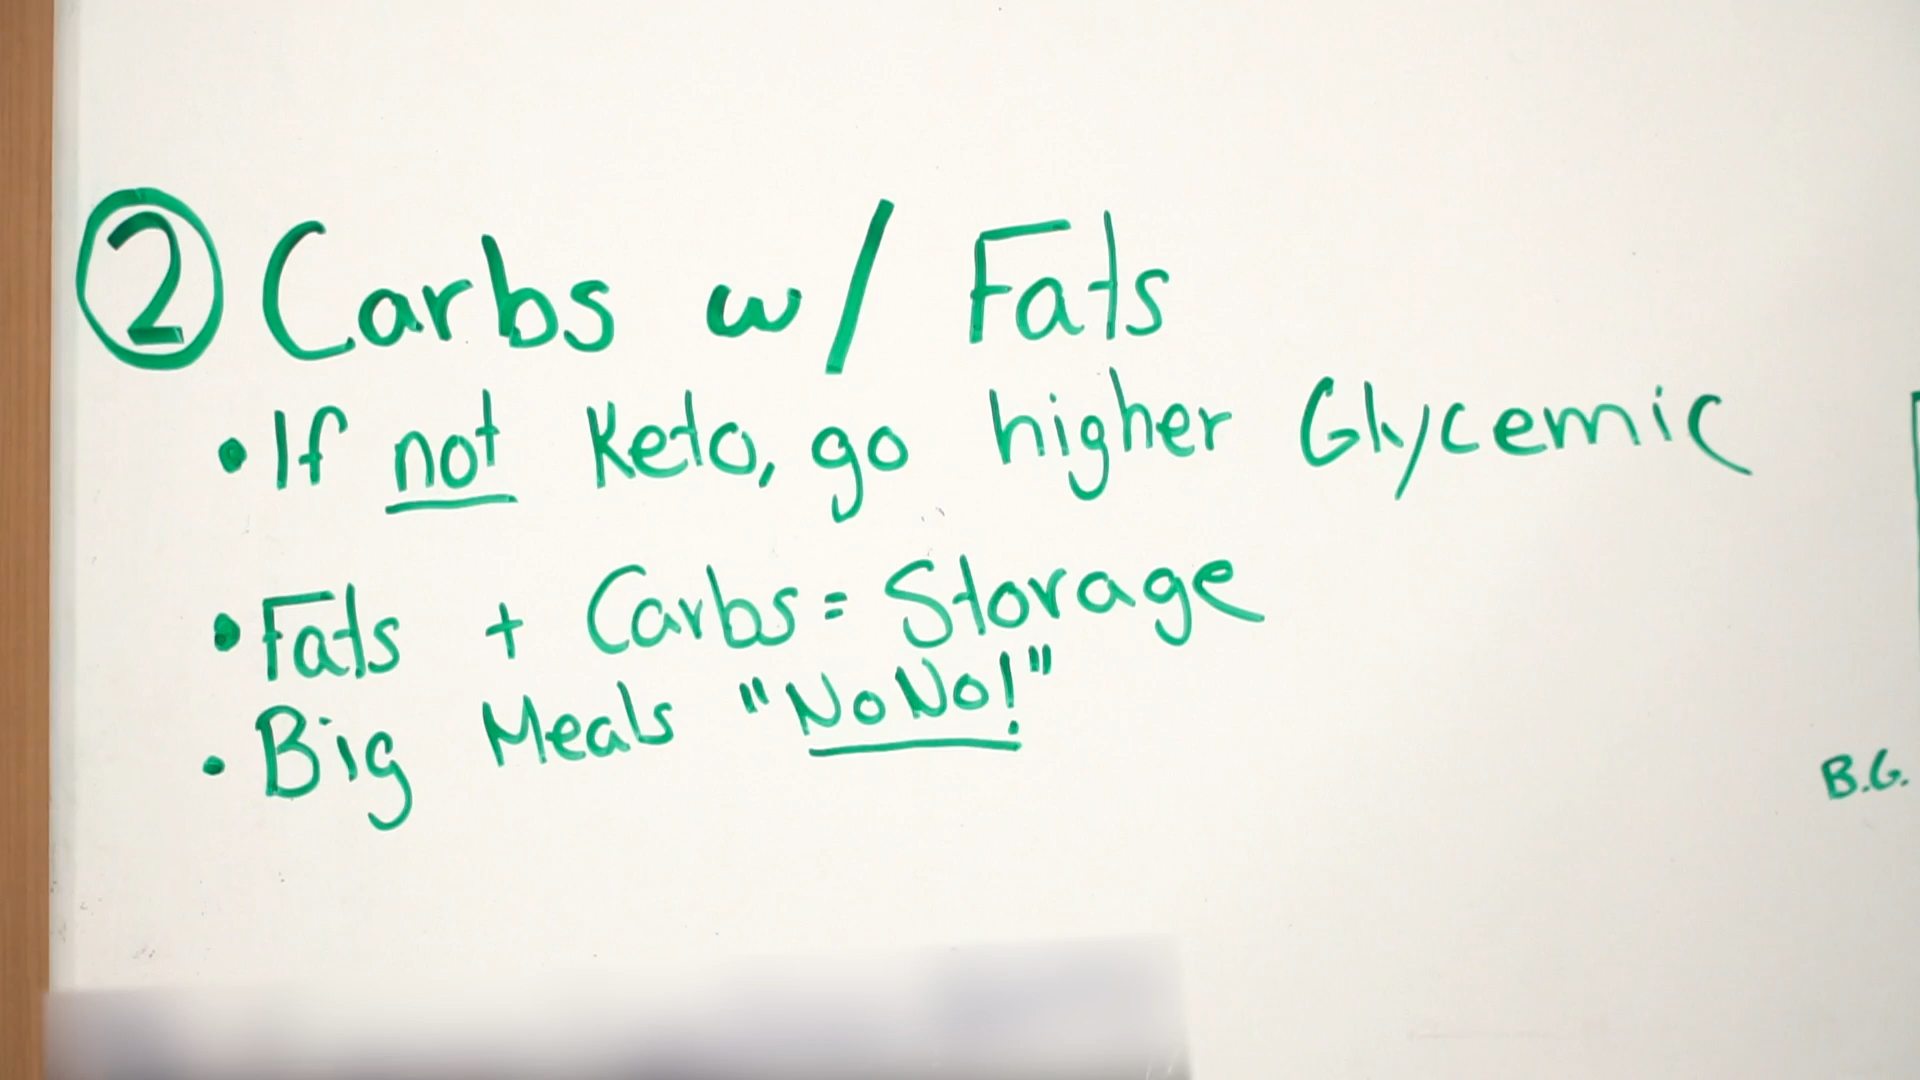 ② Carbs w/ Fats
• If not Keto, go higher Glycemic
• Fats + Carbs = Storage
• Big Meals "No No!"
B.G.